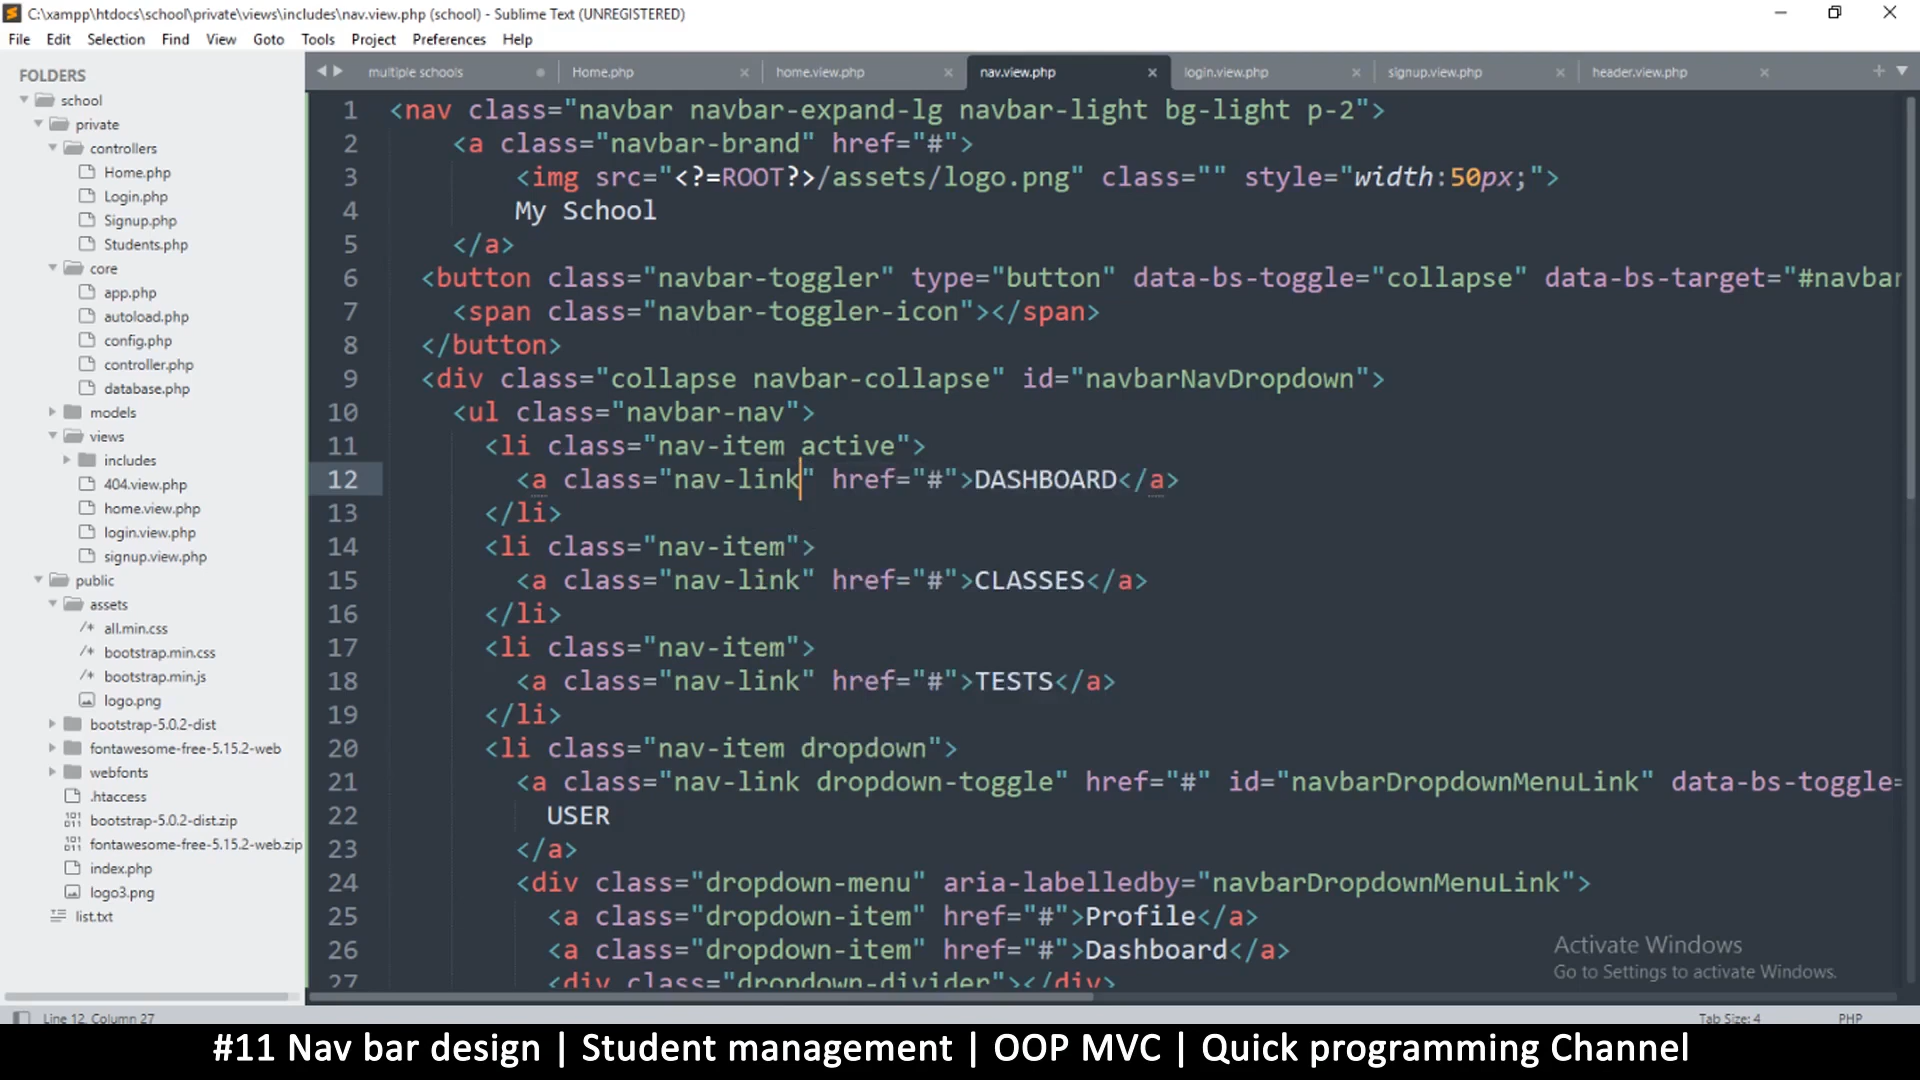 C:\xampp\htdocs\school\private\views\includes\nav.view.php (school) - Sublime Text (UNREGISTERED)
File Edit Selection Find View Goto Tools Project Preferences Help
FOLDERS
school
private
controllers
Home.php
Login.php
Signup.php
Students.php
core
app.php
autoload.php
config.php
controller.php
database.php
models
views
includes
404.view.php
home.view.php
login.view.php
signup.view.php
public
assets
/* all.min.css
/* bootstrap.min.css
/* bootstrap.min.js
logo.png
bootstrap-5.0.2-dist
fontawesome-free-5.15.2-web
webfonts
.htaccess
bootstrap-5.0.2-dist.zip
fontawesome-free-5.15.2-web.zip
index.php
logo3.png
list.txt
multiple schools Home.php home.view.php nav.view.php login.view.php signup.view.php header.view.php
1 <nav class="navbar navbar-expand-lg navbar-light bg-light p-2">
2 <a class="navbar-brand" href="#">
3 <img src="<?=ROOT?>/assets/logo.png" class="" style="width:50px;">
4 My School
5 </a>
6 <button class="navbar-toggler" type="button" data-bs-toggle="collapse" data-bs-target="#navbar
7 <span class="navbar-toggler-icon"></span>
8 </button>
9 <div class="collapse navbar-collapse" id="navbarNavDropdown">
10 <ul class="navbar-nav">
11 <li class="nav-item active">
12 <a class="nav-link" href="#">DASHBOARD</a>
13 </li>
14 <li class="nav-item">
15 <a class="nav-link" href="#">CLASSES</a>
16 </li>
17 <li class="nav-item">
18 <a class="nav-link" href="#">TESTS</a>
19 </li>
20 <li class="nav-item dropdown">
21 <a class="nav-link dropdown-toggle" href="#" id="navbarDropdownMenuLink" data-bs-toggle=
22 USER
23 </a>
24 <div class="dropdown-menu" aria-labelledby="navbarDropdownMenuLink">
25 <a class="dropdown-item" href="#">Profile</a>
26 <a class="dropdown-item" href="#">Dashboard</a>
27 <div class="dropdown-divider"></div>
Activate Windows
Go to Settings to activate Windows.
Line 12, Column 27 Tab Size: 4 PHP
#11 Nav bar design | Student management | OOP MVC | Quick programming Channel